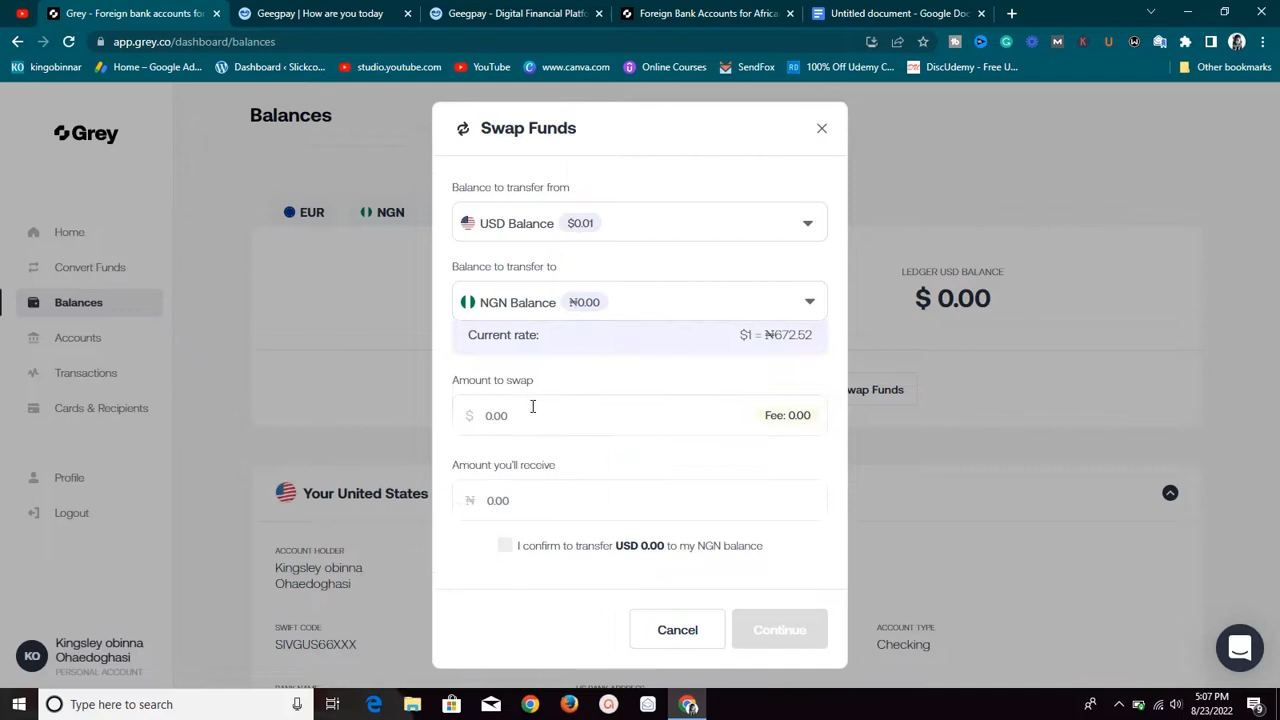 Grey - Foreign bank accounts for
Geegpay | How are you today
Geegpay - Digital Financial Platf
Foreign Bank Accounts for Africa
Untitled document - Google Doc
app.grey.co/dashboard/balances
kingobinnar
Home – Google Ad...
Dashboard ‹ Slickco...
studio.youtube.com
YouTube
www.canva.com
Online Courses
SendFox
100% Off Udemy C...
DiscUdemy - Free U...
Other bookmarks
Grey
Home
Convert Funds
Balances
Accounts
Transactions
Cards & Recipients
Profile
Logout
KO
Kingsley obinna
Ohaedoghasi
PERSONAL ACCOUNT
Balances
EUR
NGN
LEDGER USD BALANCE
$ 0.00
wap Funds
Your United States
ACCOUNT HOLDER
Kingsley obinna
Ohaedoghasi
SWIFT CODE
SIVGUS66XXX
ACCOUNT TYPE
Checking
Swap Funds
Balance to transfer from
USD Balance $0.01
Balance to transfer to
NGN Balance ₦0.00
Current rate: $1 = ₦672.52
Amount to swap
$ 0.00 Fee: 0.00
Amount you'll receive
₦ 0.00
I confirm to transfer USD 0.00 to my NGN balance
Cancel
Continue
Type here to search
5:07 PM
8/23/2022